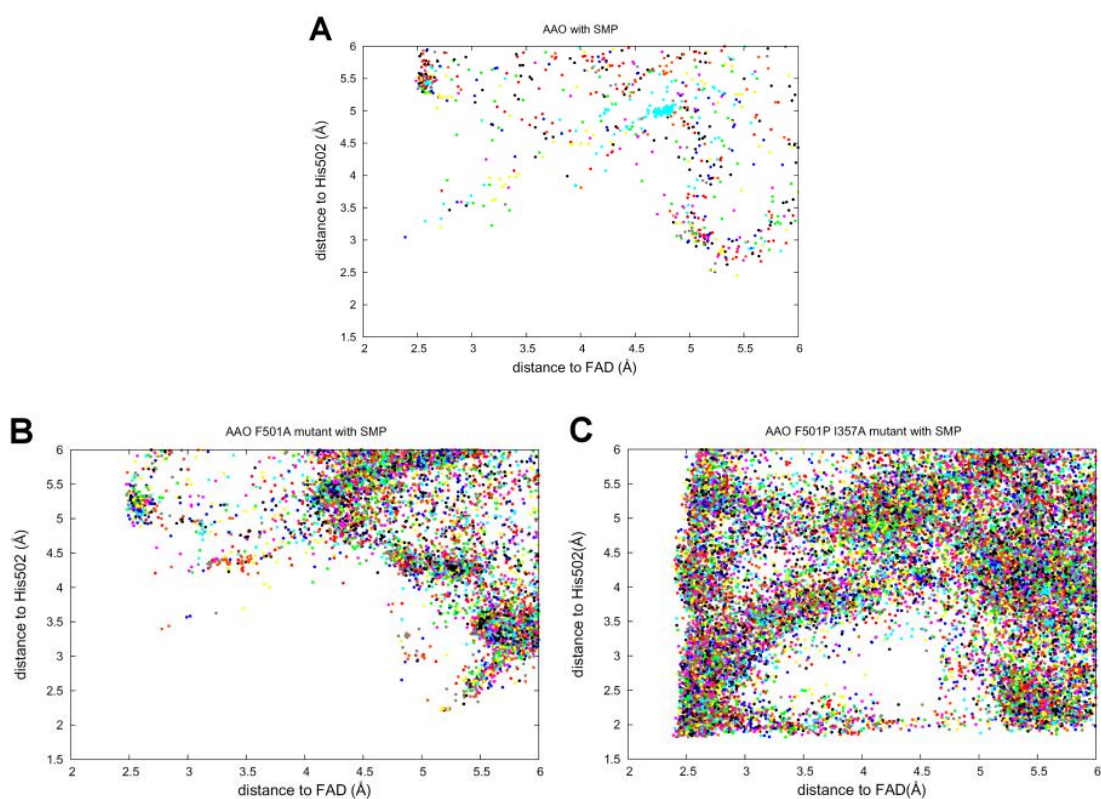 A
AAO with SMP
6
5.5
5
4.5
4
3.5
3
2.5
2
1.5
distance to His502 (Å)
2 2.5 3 3.5 4 4.5 5 5.5 6
distance to FAD (Å)
B
AAO F501A mutant with SMP
6
5.5
5
4.5
4
3.5
3
2.5
2
1.5
distance to His502 (Å)
2 2.5 3 3.5 4 4.5 5 5.5 6
distance to FAD (Å)
C
AAO F501P I357A mutant with SMP
6
5.5
5
4.5
4
3.5
3
2.5
2
1.5
distance to His502(Å)
2 2.5 3 3.5 4 4.5 5 5.5 6
distance to FAD(Å)